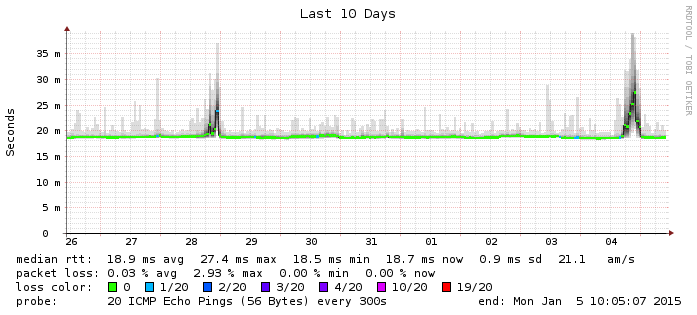 Last 10 Days
RRDTOOL / TOBI OETIKER
Seconds
35 m
30 m
25 m
20 m
15 m
10 m
5 m
0
26 27 28 29 30 31 01 02 03 04
median rtt: 18.9 ms avg 27.4 ms max 18.5 ms min 18.7 ms now 0.9 ms sd 21.1 am/s
packet loss: 0.03 % avg 2.93 % max 0.00 % min 0.00 % now
loss color: 0 1/20 2/20 3/20 4/20 10/20 19/20
probe: 20 ICMP Echo Pings (56 Bytes) every 300s end: Mon Jan 5 10:05:07 2015